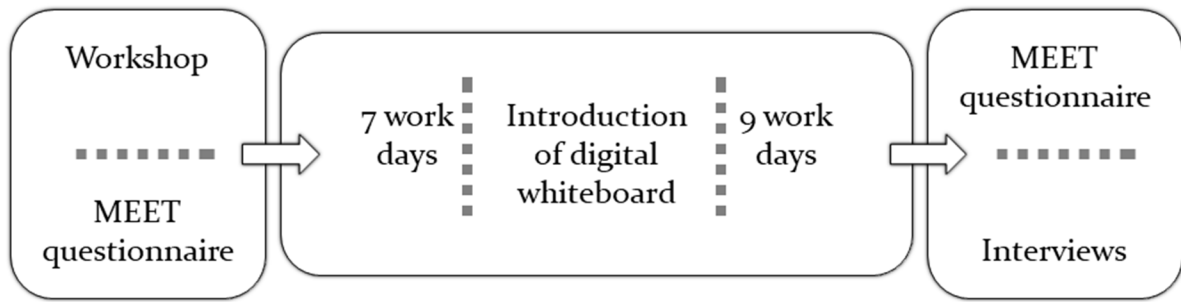 Workshop
MEET
questionnaire
7 work
days
Introduction
of digital
whiteboard
9 work
days
MEET
questionnaire
Interviews